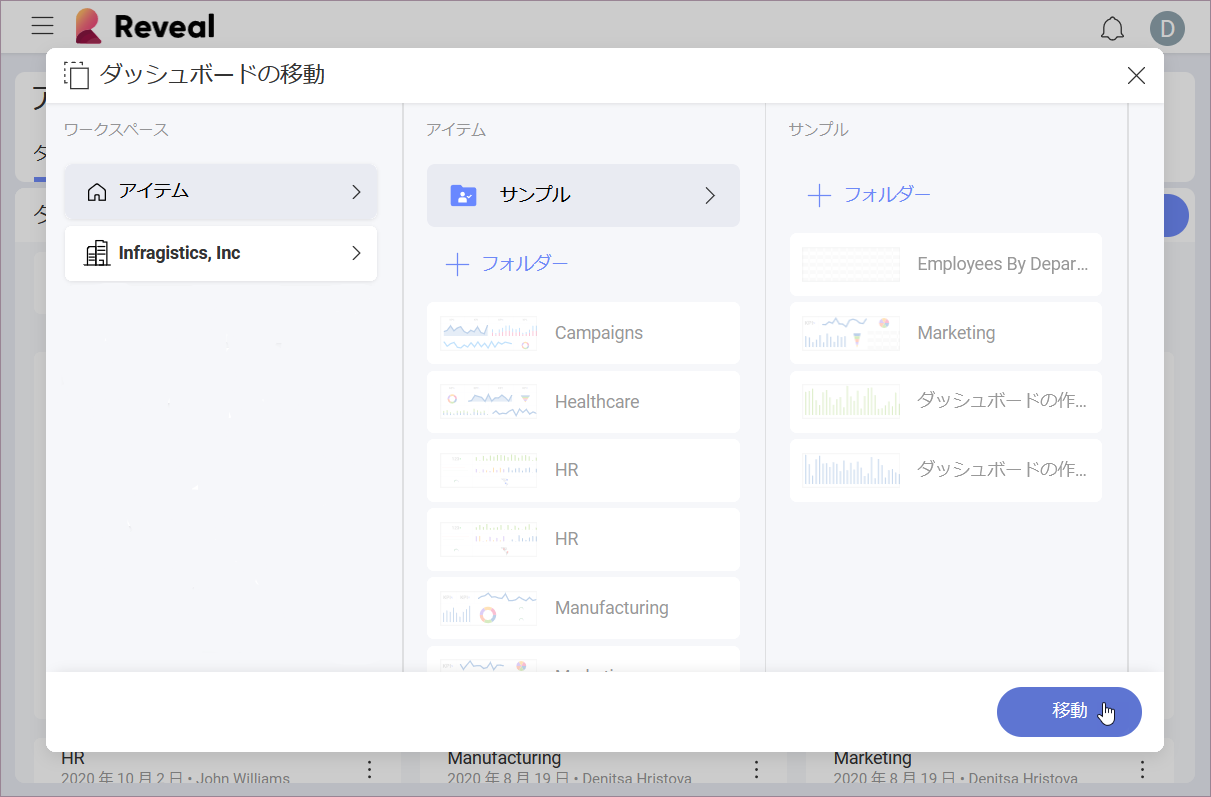 Reveal
D
ダッシュボードの移動
ワークスペース
アイテム
Infragistics, Inc
アイテム
サンプル
フォルダー
Campaigns
Healthcare
HR
HR
Manufacturing
サンプル
フォルダー
Employees By Depar...
Marketing
ダッシュボードの作...
ダッシュボードの作...
移動
HR
2020 年 10 月 2 日 • John Williams
Manufacturing
2020 年 8 月 19 日 • Denitsa Hristova
Marketing
2020 年 8 月 19 日 • Denitsa Hristova